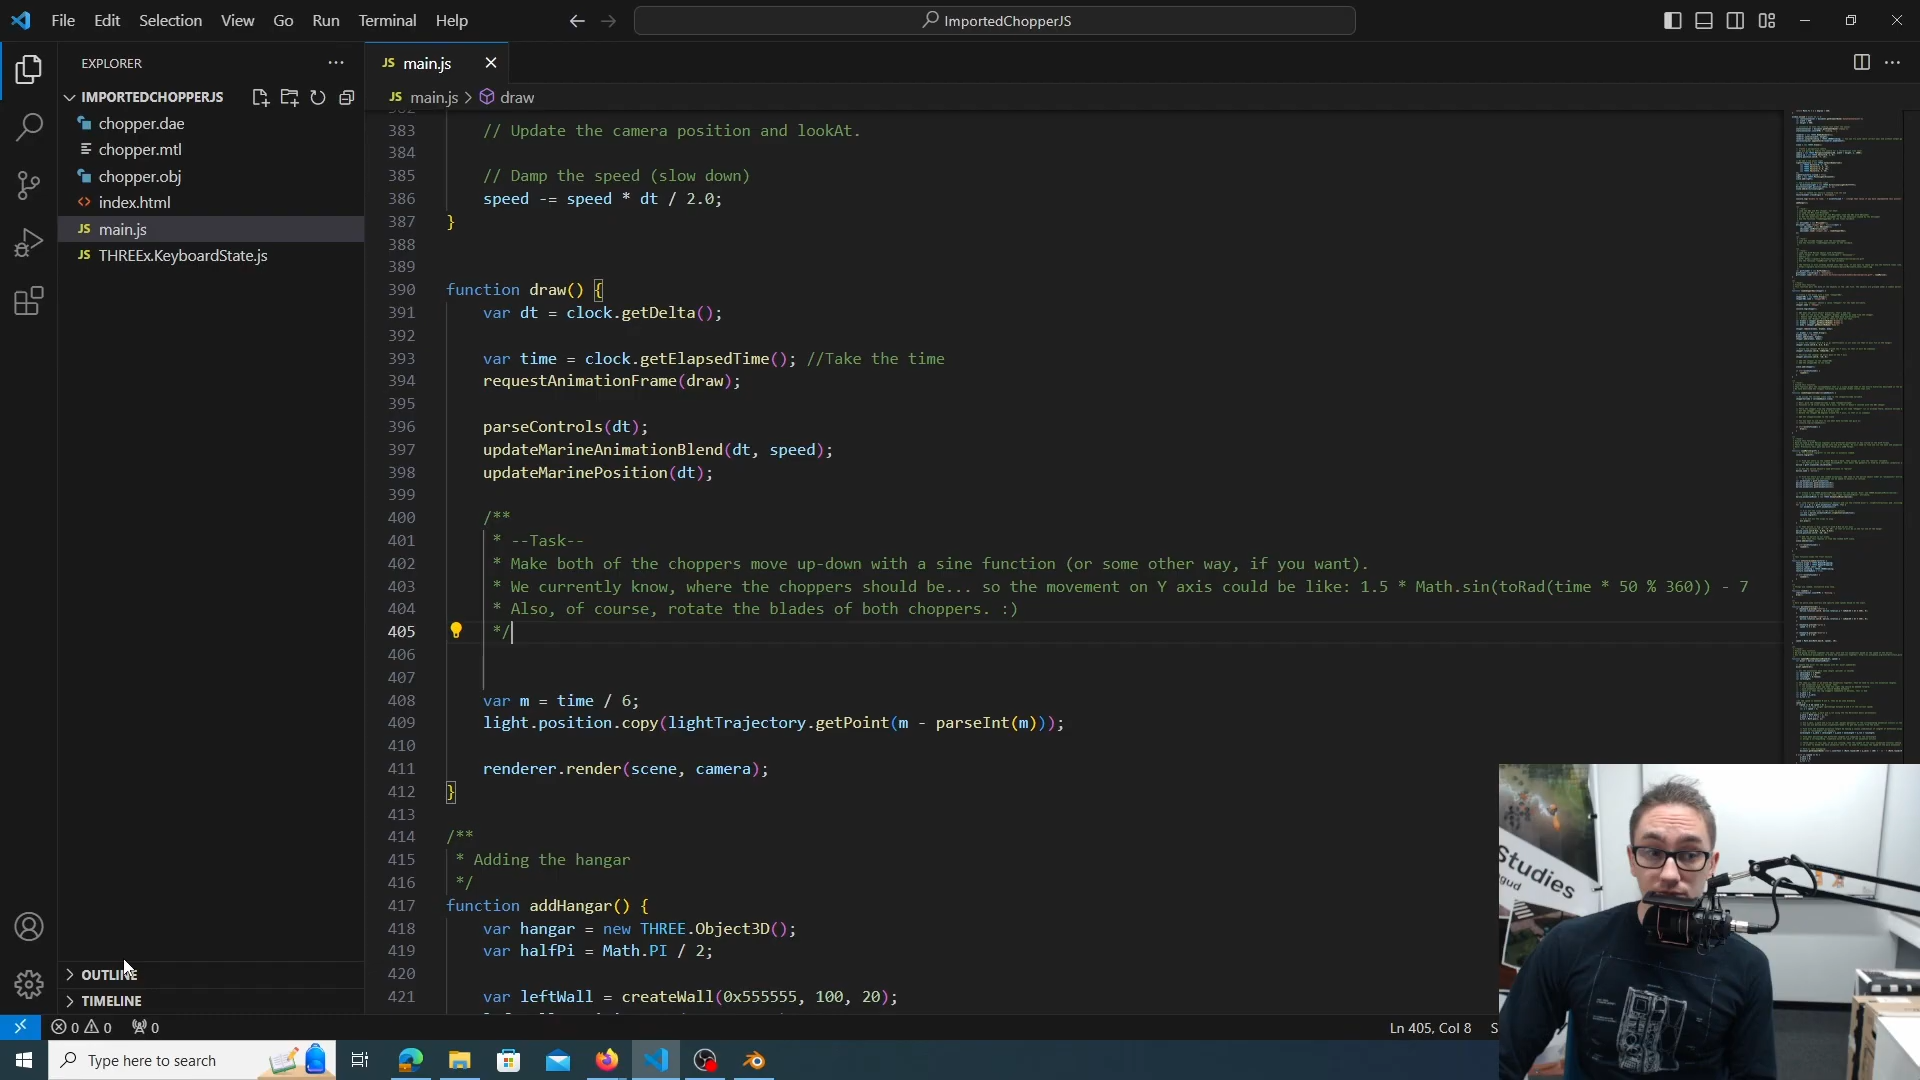 File Edit Selection View Go Run Terminal Help
ImportedChopperJS
EXPLORER
JS main.js
IMPORTEDCHOPPERJS
JS main.js > draw
chopper.dae
chopper.mtl
chopper.obj
<> index.html
JS main.js
JS THREEx.KeyboardState.js
383 // Update the camera position and lookAt.
384
385 // Damp the speed (slow down)
386 speed -= speed * dt / 2.0;
387 }
388
389
390 function draw() {
391 var dt = clock.getDelta();
392
393 var time = clock.getElapsedTime(); //Take the time
394 requestAnimationFrame(draw);
395
396 parseControls(dt);
397 updateMarineAnimationBlend(dt, speed);
398 updateMarinePosition(dt);
399
400 /**
401 * --Task--
402 * Make both of the choppers move up-down with a sine function (or some other way, if you want).
403 * We currently know, where the choppers should be... so the movement on Y axis could be like: 1.5 * Math.sin(toRad(time * 50 % 360)) - 7
404 * Also, of course, rotate the blades of both choppers. :)
405 */
406
407
408 var m = time / 6;
409 light.position.copy(lightTrajectory.getPoint(m - parseInt(m)));
410
411 renderer.render(scene, camera);
412 }
413
414 /**
415 * Adding the hangar
416 */
417 function addHangar() {
418 var hangar = new THREE.Object3D();
419 var halfPi = Math.PI / 2;
420
421 var leftWall = createWall(0x555555, 100, 20);
OUTLINE
TIMELINE
0 0 0
Ln 405, Col 8
Type here to search
Studies